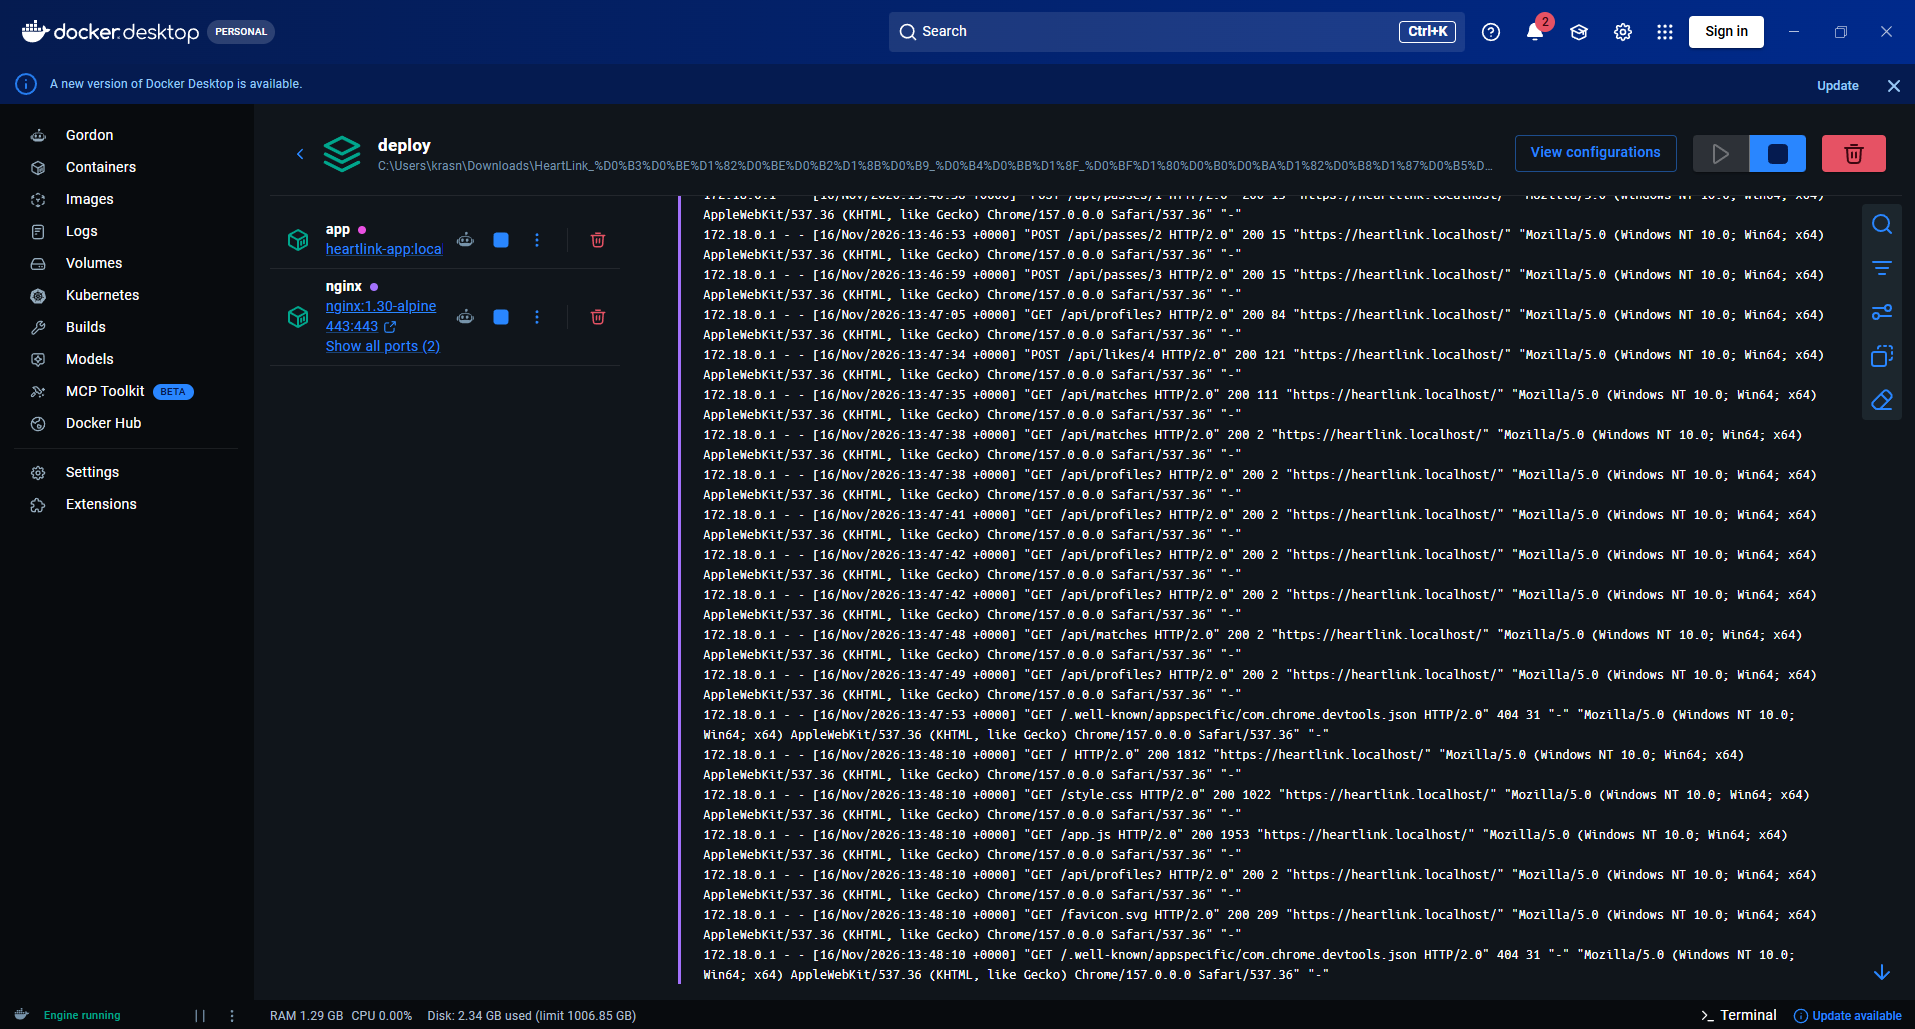 docker desktop PERSONAL
Search Ctrl+K
2
Sign in
A new version of Docker Desktop is available.
Update
Gordon
Containers
Images
Logs
Volumes
Kubernetes
Builds
Models
MCP Toolkit BETA
Docker Hub
Settings
Extensions
deploy
C:\Users\krasn\Downloads\HeartLink_%D0%B3%D0%BE%D1%82%D0%BE%D0%B2%D1%8B%D0%B9_%D0%B4%D0%BB%D1%8F_%D0%BF%D1%80%D0%B0%D0%BA%D1%82%D0%B8%D1%87%D0%B5%D...
View configurations
app
heartlink-app:loca
nginx
nginx:1.30-alpine
443:443
Show all ports (2)
172.18.0.1 - - [16/Nov/2026:13:46:50 +0000] "POST /api/passes/1 HTTP/2.0" 200 15 "https://heartlink.localhost/" "Mozilla/5.0 (Windows NT 10.0; Win64; x64)
AppleWebKit/537.36 (KHTML, like Gecko) Chrome/157.0.0.0 Safari/537.36" "-"
172.18.0.1 - - [16/Nov/2026:13:46:53 +0000] "POST /api/passes/2 HTTP/2.0" 200 15 "https://heartlink.localhost/" "Mozilla/5.0 (Windows NT 10.0; Win64; x64)
AppleWebKit/537.36 (KHTML, like Gecko) Chrome/157.0.0.0 Safari/537.36" "-"
172.18.0.1 - - [16/Nov/2026:13:46:59 +0000] "POST /api/passes/3 HTTP/2.0" 200 15 "https://heartlink.localhost/" "Mozilla/5.0 (Windows NT 10.0; Win64; x64)
AppleWebKit/537.36 (KHTML, like Gecko) Chrome/157.0.0.0 Safari/537.36" "-"
172.18.0.1 - - [16/Nov/2026:13:47:05 +0000] "GET /api/profiles? HTTP/2.0" 200 84 "https://heartlink.localhost/" "Mozilla/5.0 (Windows NT 10.0; Win64; x64)
AppleWebKit/537.36 (KHTML, like Gecko) Chrome/157.0.0.0 Safari/537.36" "-"
172.18.0.1 - - [16/Nov/2026:13:47:34 +0000] "POST /api/likes/4 HTTP/2.0" 200 121 "https://heartlink.localhost/" "Mozilla/5.0 (Windows NT 10.0; Win64; x64)
AppleWebKit/537.36 (KHTML, like Gecko) Chrome/157.0.0.0 Safari/537.36" "-"
172.18.0.1 - - [16/Nov/2026:13:47:35 +0000] "GET /api/matches HTTP/2.0" 200 111 "https://heartlink.localhost/" "Mozilla/5.0 (Windows NT 10.0; Win64; x64)
AppleWebKit/537.36 (KHTML, like Gecko) Chrome/157.0.0.0 Safari/537.36" "-"
172.18.0.1 - - [16/Nov/2026:13:47:38 +0000] "GET /api/matches HTTP/2.0" 200 2 "https://heartlink.localhost/" "Mozilla/5.0 (Windows NT 10.0; Win64; x64)
AppleWebKit/537.36 (KHTML, like Gecko) Chrome/157.0.0.0 Safari/537.36" "-"
172.18.0.1 - - [16/Nov/2026:13:47:38 +0000] "GET /api/profiles? HTTP/2.0" 200 2 "https://heartlink.localhost/" "Mozilla/5.0 (Windows NT 10.0; Win64; x64)
AppleWebKit/537.36 (KHTML, like Gecko) Chrome/157.0.0.0 Safari/537.36" "-"
172.18.0.1 - - [16/Nov/2026:13:47:41 +0000] "GET /api/profiles? HTTP/2.0" 200 2 "https://heartlink.localhost/" "Mozilla/5.0 (Windows NT 10.0; Win64; x64)
AppleWebKit/537.36 (KHTML, like Gecko) Chrome/157.0.0.0 Safari/537.36" "-"
172.18.0.1 - - [16/Nov/2026:13:47:42 +0000] "GET /api/profiles? HTTP/2.0" 200 2 "https://heartlink.localhost/" "Mozilla/5.0 (Windows NT 10.0; Win64; x64)
AppleWebKit/537.36 (KHTML, like Gecko) Chrome/157.0.0.0 Safari/537.36" "-"
172.18.0.1 - - [16/Nov/2026:13:47:42 +0000] "GET /api/profiles? HTTP/2.0" 200 2 "https://heartlink.localhost/" "Mozilla/5.0 (Windows NT 10.0; Win64; x64)
AppleWebKit/537.36 (KHTML, like Gecko) Chrome/157.0.0.0 Safari/537.36" "-"
172.18.0.1 - - [16/Nov/2026:13:47:48 +0000] "GET /api/matches HTTP/2.0" 200 2 "https://heartlink.localhost/" "Mozilla/5.0 (Windows NT 10.0; Win64; x64)
AppleWebKit/537.36 (KHTML, like Gecko) Chrome/157.0.0.0 Safari/537.36" "-"
172.18.0.1 - - [16/Nov/2026:13:47:49 +0000] "GET /api/profiles? HTTP/2.0" 200 2 "https://heartlink.localhost/" "Mozilla/5.0 (Windows NT 10.0; Win64; x64)
AppleWebKit/537.36 (KHTML, like Gecko) Chrome/157.0.0.0 Safari/537.36" "-"
172.18.0.1 - - [16/Nov/2026:13:47:53 +0000] "GET /.well-known/appspecific/com.chrome.devtools.json HTTP/2.0" 404 31 "-" "Mozilla/5.0 (Windows NT 10.0;
Win64; x64) AppleWebKit/537.36 (KHTML, like Gecko) Chrome/157.0.0.0 Safari/537.36" "-"
172.18.0.1 - - [16/Nov/2026:13:48:10 +0000] "GET / HTTP/2.0" 200 1812 "https://heartlink.localhost/" "Mozilla/5.0 (Windows NT 10.0; Win64; x64)
AppleWebKit/537.36 (KHTML, like Gecko) Chrome/157.0.0.0 Safari/537.36" "-"
172.18.0.1 - - [16/Nov/2026:13:48:10 +0000] "GET /style.css HTTP/2.0" 200 1022 "https://heartlink.localhost/" "Mozilla/5.0 (Windows NT 10.0; Win64; x64)
AppleWebKit/537.36 (KHTML, like Gecko) Chrome/157.0.0.0 Safari/537.36" "-"
172.18.0.1 - - [16/Nov/2026:13:48:10 +0000] "GET /app.js HTTP/2.0" 200 1953 "https://heartlink.localhost/" "Mozilla/5.0 (Windows NT 10.0; Win64; x64)
AppleWebKit/537.36 (KHTML, like Gecko) Chrome/157.0.0.0 Safari/537.36" "-"
172.18.0.1 - - [16/Nov/2026:13:48:10 +0000] "GET /api/profiles? HTTP/2.0" 200 2 "https://heartlink.localhost/" "Mozilla/5.0 (Windows NT 10.0; Win64; x64)
AppleWebKit/537.36 (KHTML, like Gecko) Chrome/157.0.0.0 Safari/537.36" "-"
172.18.0.1 - - [16/Nov/2026:13:48:10 +0000] "GET /favicon.svg HTTP/2.0" 200 209 "https://heartlink.localhost/" "Mozilla/5.0 (Windows NT 10.0; Win64; x64)
AppleWebKit/537.36 (KHTML, like Gecko) Chrome/157.0.0.0 Safari/537.36" "-"
172.18.0.1 - - [16/Nov/2026:13:48:10 +0000] "GET /.well-known/appspecific/com.chrome.devtools.json HTTP/2.0" 404 31 "-" "Mozilla/5.0 (Windows NT 10.0;
Win64; x64) AppleWebKit/537.36 (KHTML, like Gecko) Chrome/157.0.0.0 Safari/537.36" "-"
Engine running
RAM 1.29 GB CPU 0.00% Disk: 2.34 GB used (limit 1006.85 GB)
Terminal
Update available